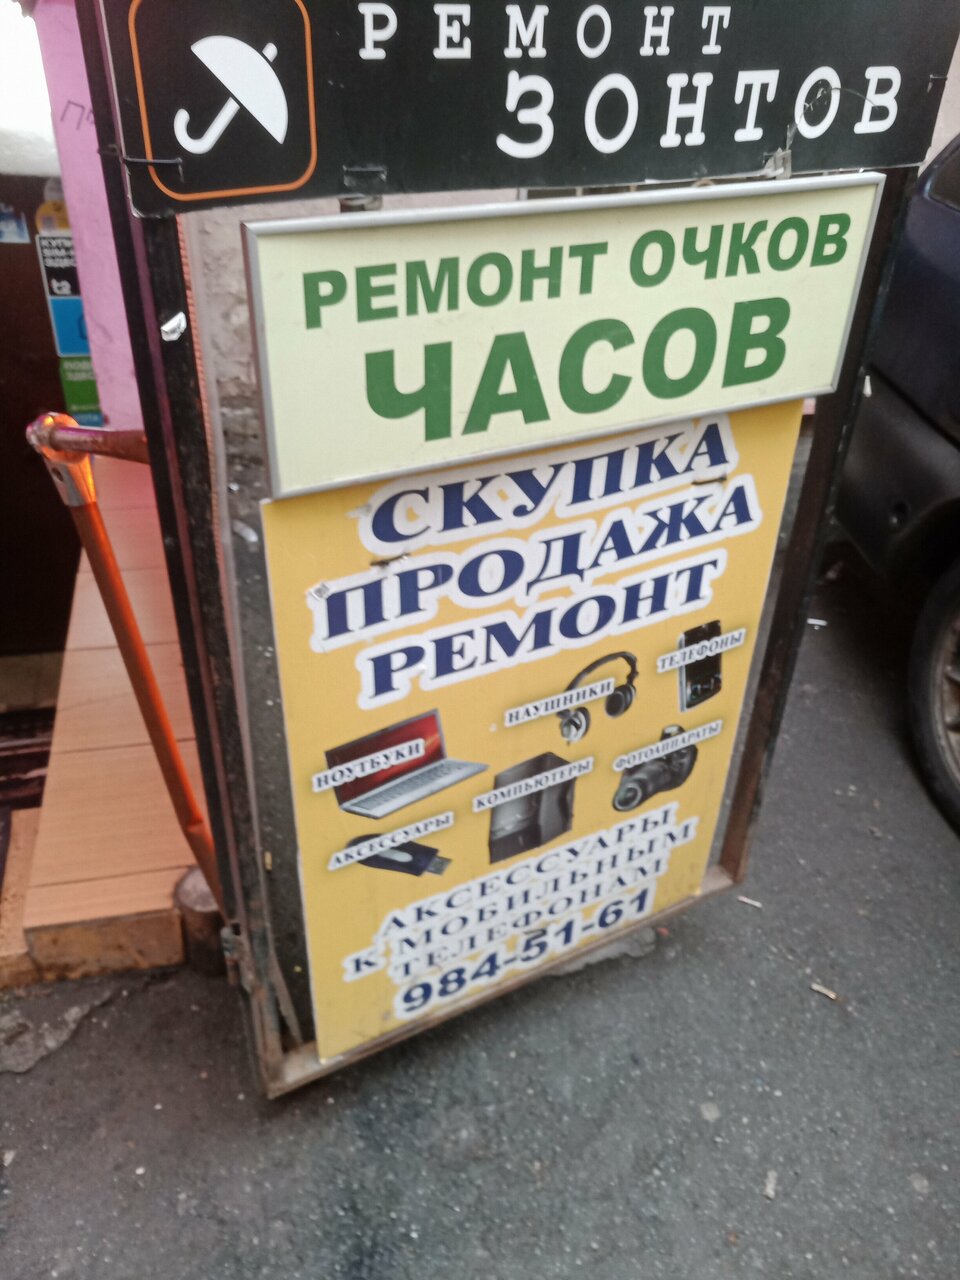 РЕМОНТ
ЗОНТОВ
РЕМОНТ ОЧКОВ
ЧАСОВ
СКУПКА
ПРОДАЖА
РЕМОНТ
ТЕЛЕФОНЫ
НАУШНИКИ
НОУТБУКИ
ФОТОАППАРАТЫ
КОМПЬЮТЕРЫ
АКСЕССУАРЫ
АКСЕССУАРЫ
К МОБИЛЬНЫМ
ТЕЛЕФОНАМ
984-51-61
t2